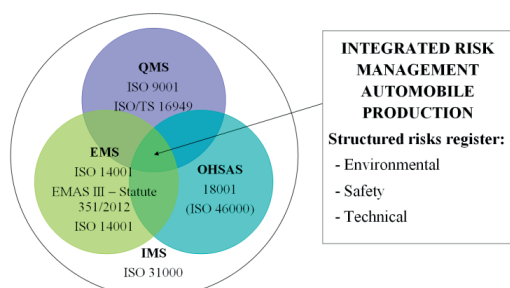 QMS
ISO 9001
ISO/TS 16949
EMS
ISO 14001
EMAS III – Statute
351/2012
ISO 14001
OHSAS
18001
(ISO 46000)
IMS
ISO 31000
INTEGRATED RISK
MANAGEMENT
AUTOMOBILE
PRODUCTION
Structured risks register:
- Environmental
- Safety
- Technical